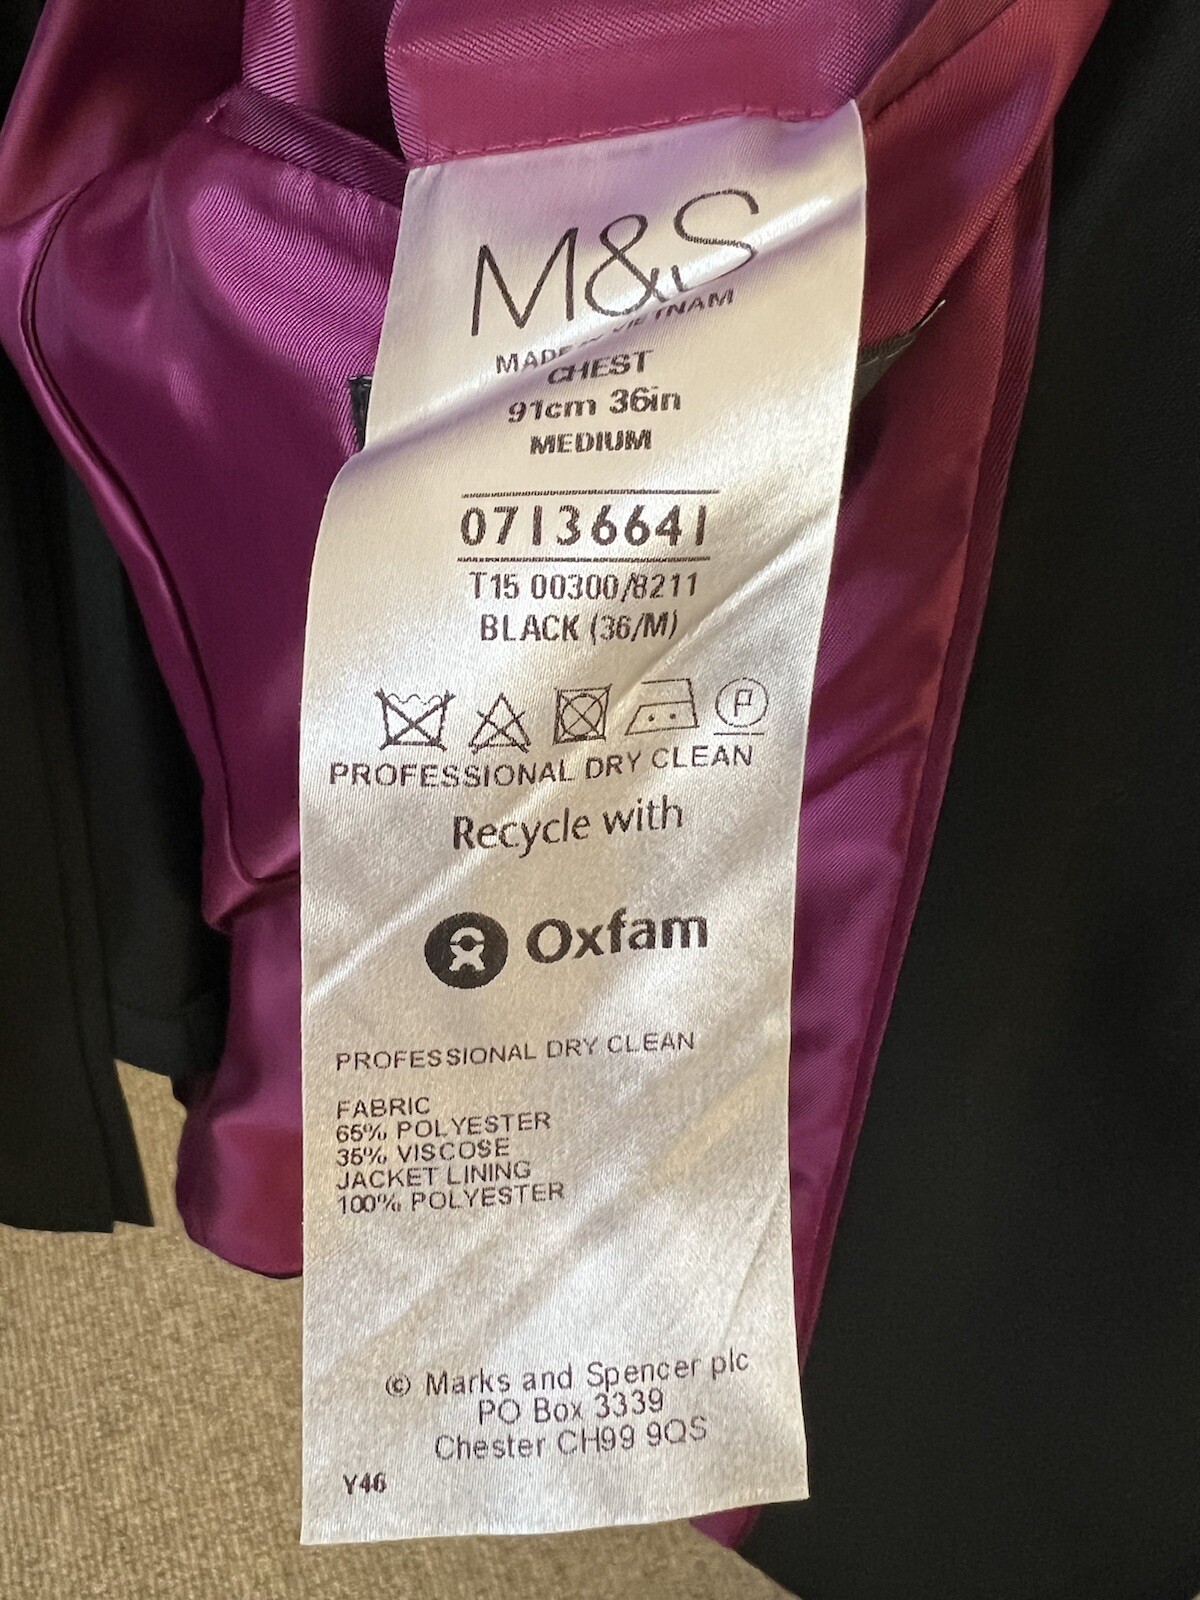 M&S
MADE IN VIETNAM
CHEST
91cm 36in
MEDIUM
07136641
T15 00300/8211
BLACK (36/M)
P
PROFESSIONAL DRY CLEAN
Recycle with
Oxfam
PROFESSIONAL DRY CLEAN
FABRIC
65% POLYESTER
35% VISCOSE
JACKET LINING
100% POLYESTER
© Marks and Spencer plc
PO Box 3339
Chester CH99 9QS
Y46